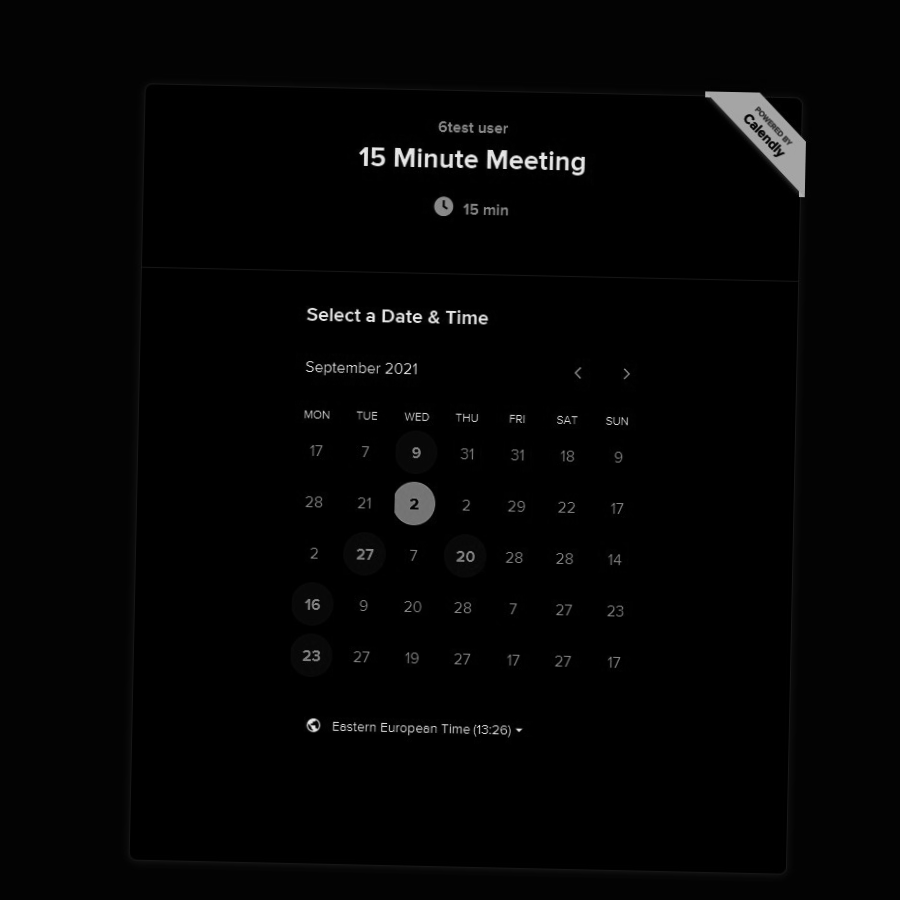 POWERED BY
Calendly
6test user
15 Minute Meeting
15 min
Select a Date & Time
September 2021
MON TUE WED THU FRI SAT SUN
17 7 9 31 31 18 9
28 21 2 2 29 22 17
2 27 7 20 28 28 14
16 9 20 28 7 27 23
23 27 19 27 17 27 17
Eastern European Time (13:26)